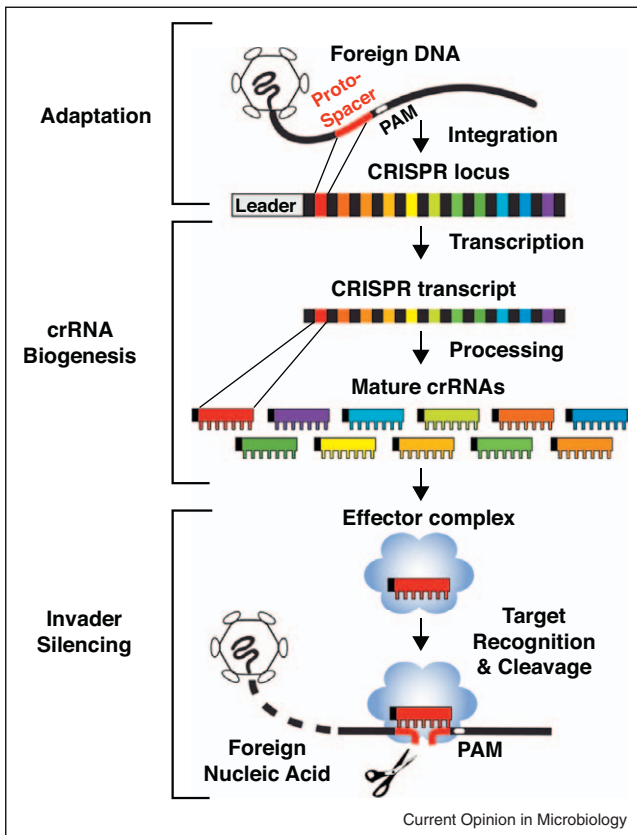 Foreign DNA
Adaptation
Proto-
Spacer
PAM
Integration
CRISPR locus
Leader
Transcription
CRISPR transcript
crRNA
Biogenesis
Processing
Mature crRNAs
Effector complex
Invader
Silencing
Target
Recognition
& Cleavage
Foreign
Nucleic Acid
PAM
Current Opinion in Microbiology